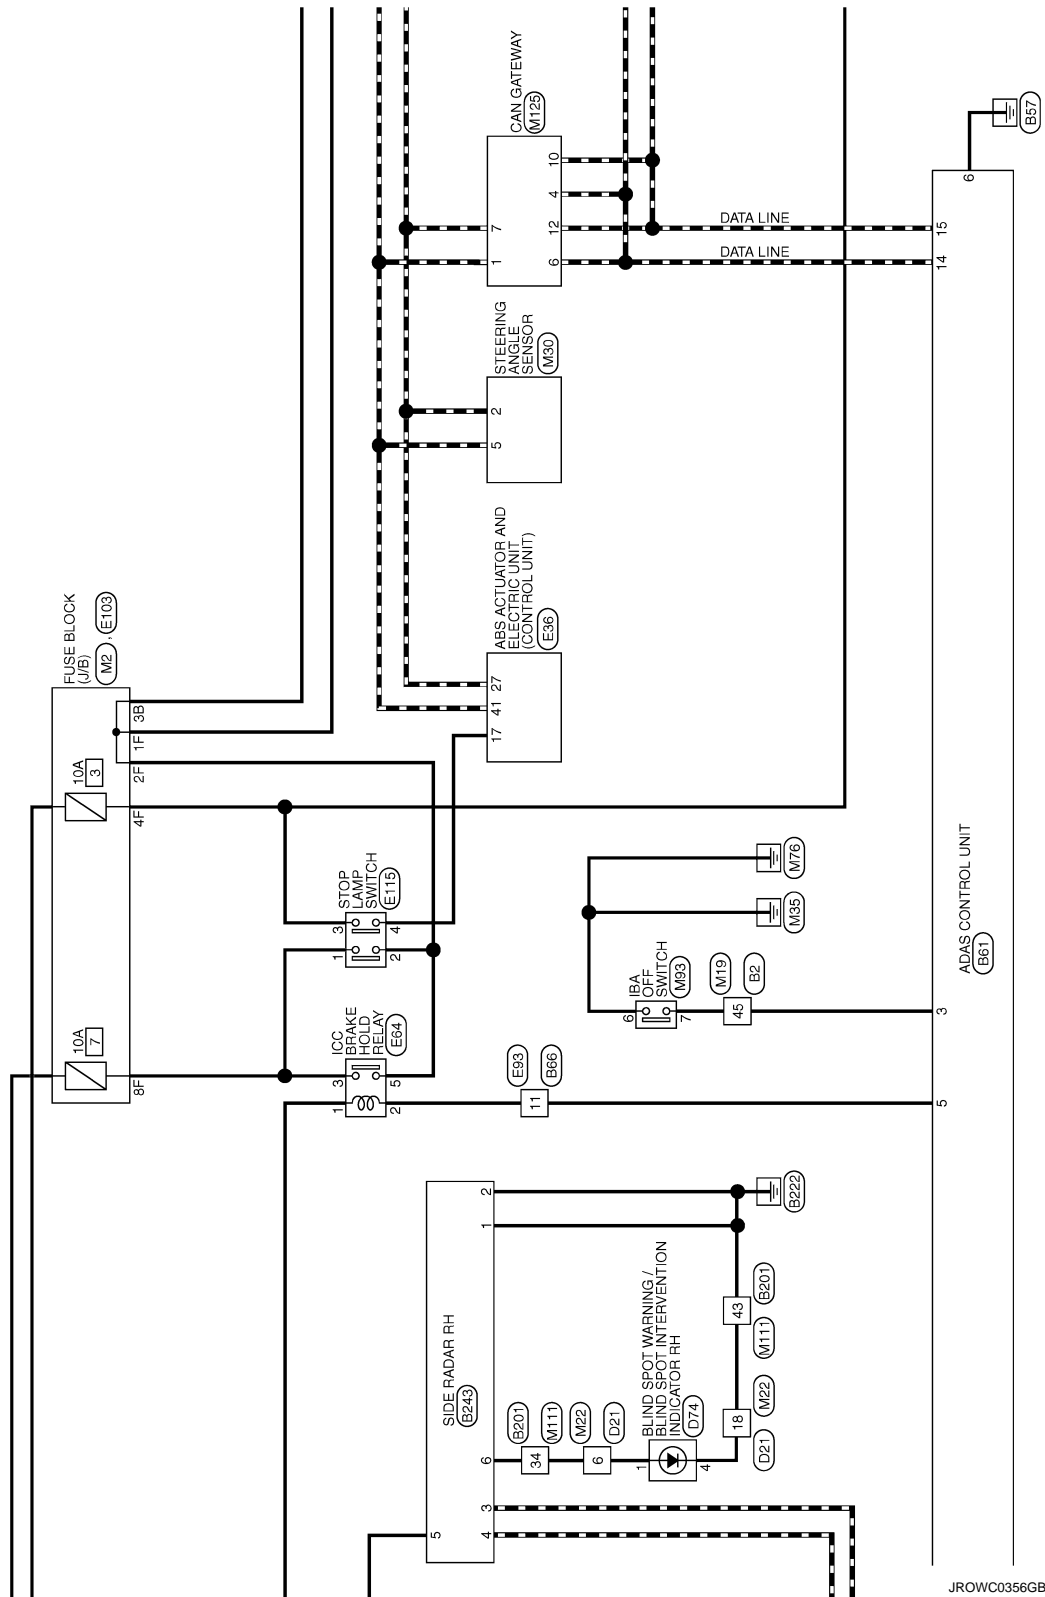 CAN GATEWAY
M125
7
1
10
4
12
6
DATA LINE
DATA LINE
B57
6
15
14
STEERING
ANGLE
SENSOR
M30
2
5
ABS ACTUATOR AND
ELECTRIC UNIT
(CONTROL UNIT)
E36
27
41
17
FUSE BLOCK
(J/B)
M2 , E103
3B
1F
2F
4F
8F
10A
3
10A
7
STOP
LAMP
SWITCH
E115
3
4
1
2
ICC
BRAKE
HOLD
RELAY
E64
3
5
1
2
M76
M35
IBA
OFF
SWITCH
M93
6
7
M19
45
B2
3
E93
11
B66
5
ADAS CONTROL UNIT
B61
SIDE RADAR RH
B243
2
1
6
3
4
5
B222
BLIND SPOT WARNING /
BLIND SPOT INTERVENTION
INDICATOR RH
D74
1
4
B201
34
M111
M22
6
D21
B201
43
M111
M22
18
D21
JROWC0356GB